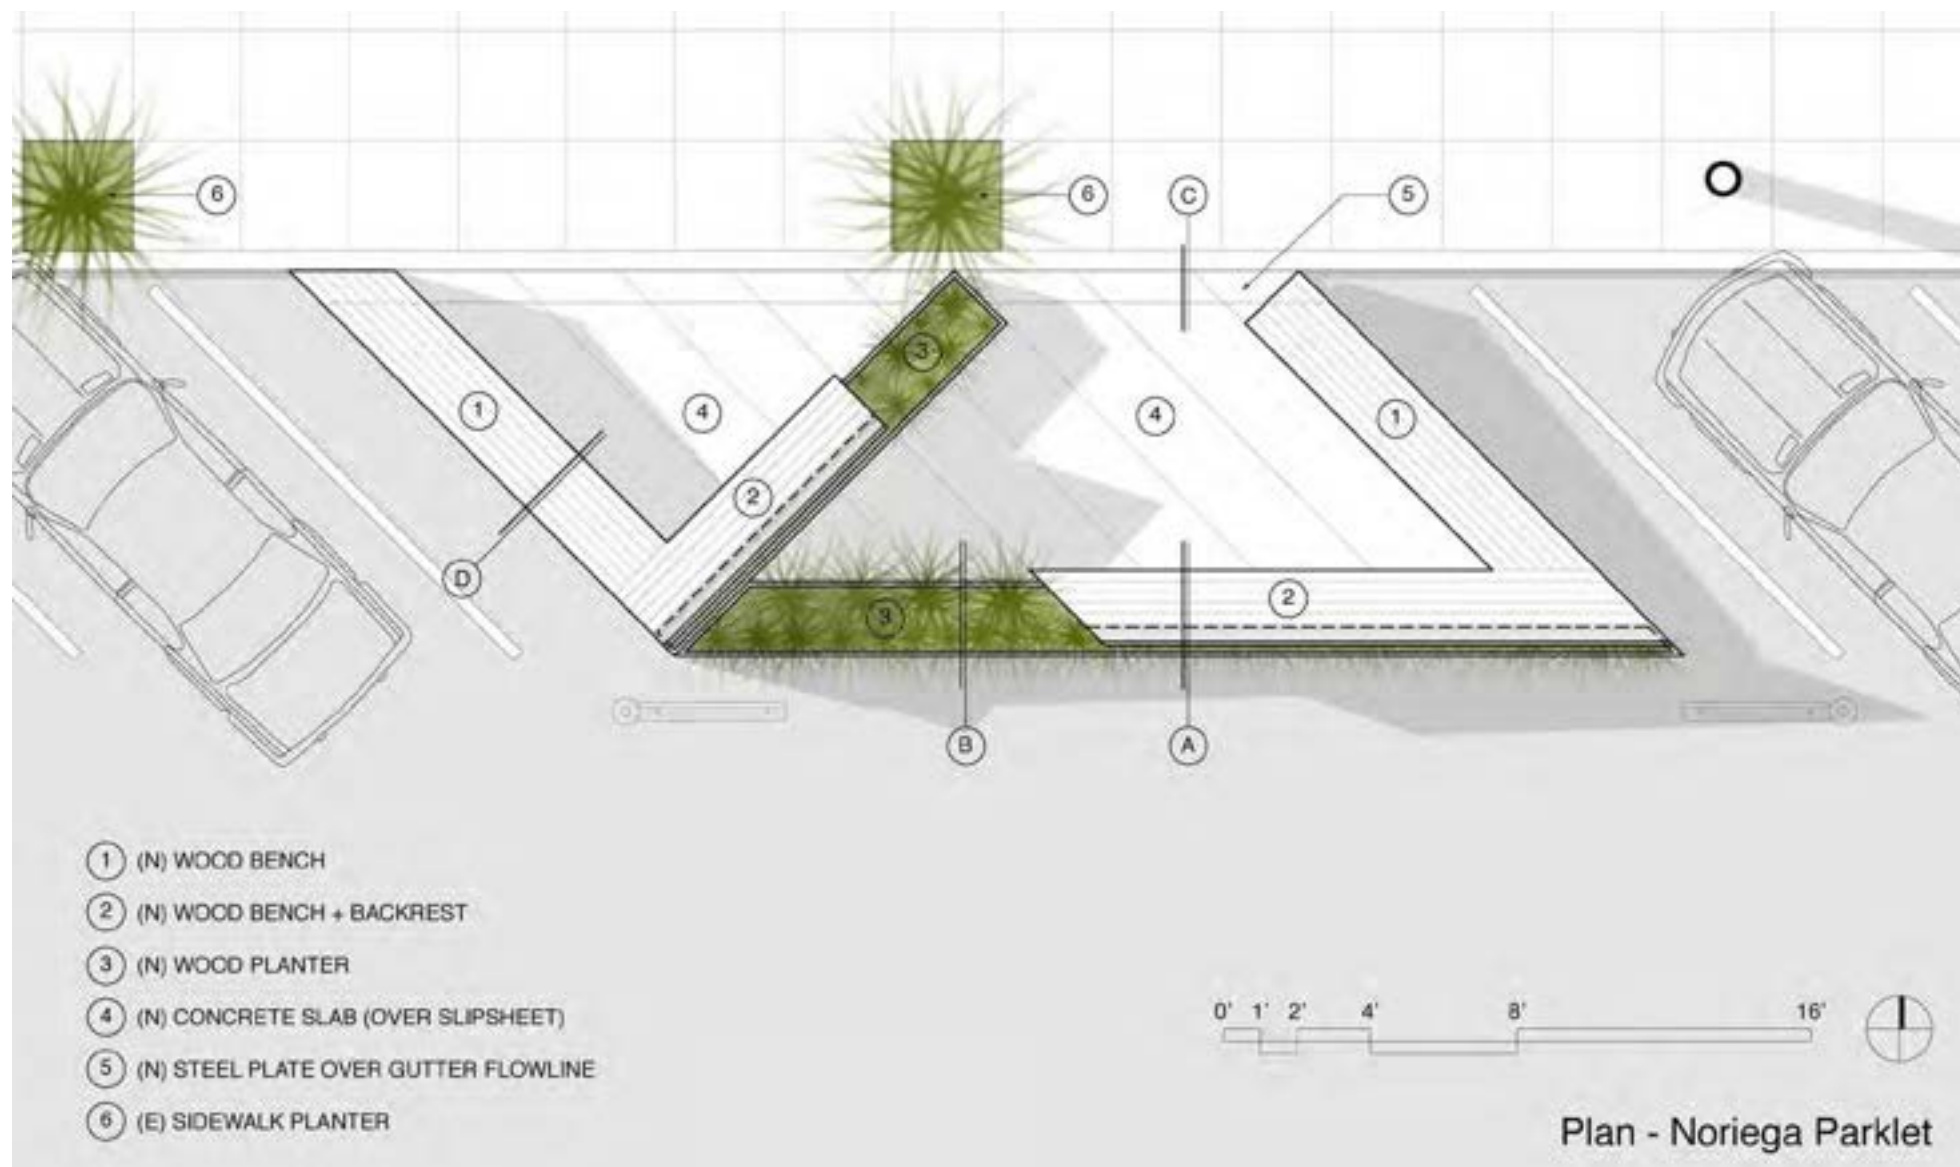 6
6
C
5
3
1
4
4
1
2
D
2
3
B
A
1 (N) WOOD BENCH
2 (N) WOOD BENCH + BACKREST
3 (N) WOOD PLANTER
4 (N) CONCRETE SLAB (OVER SLIPSHEET)
5 (N) STEEL PLATE OVER GUTTER FLOWLINE
6 (E) SIDEWALK PLANTER
0' 1' 2' 4' 8' 16'
Plan - Noriega Parklet